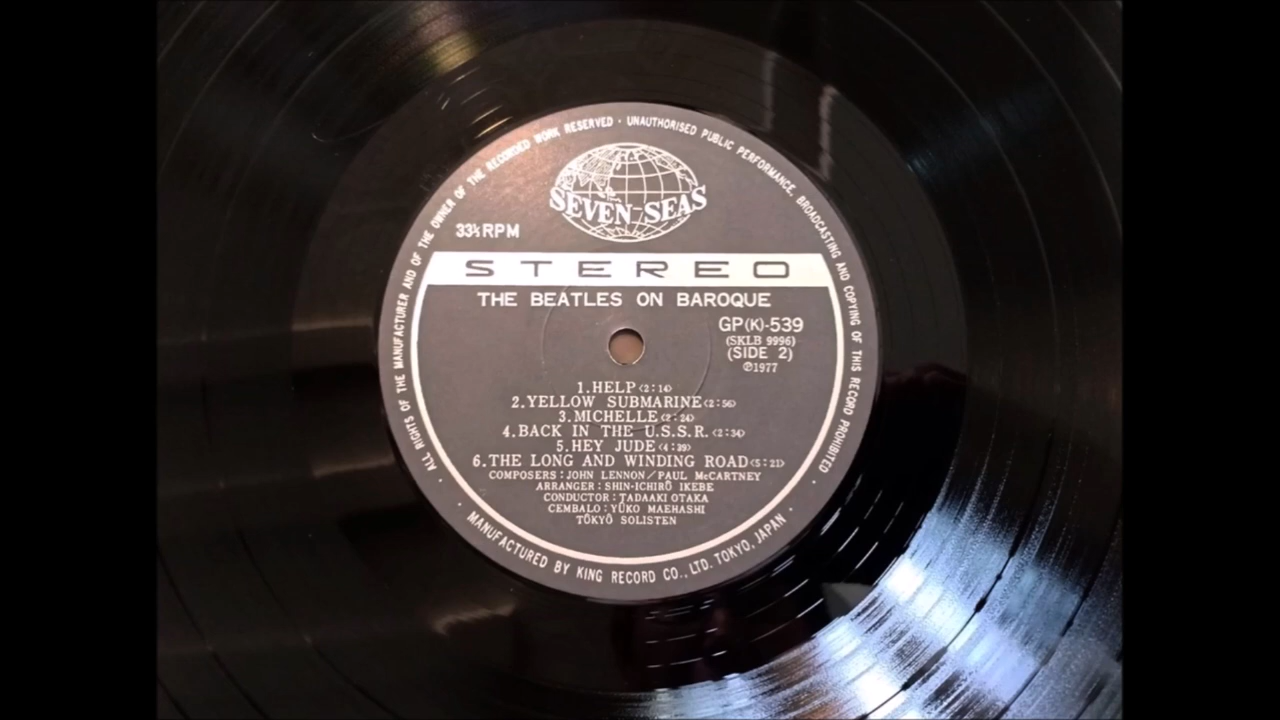 ALL RIGHTS OF THE MANUFACTURER AND OF THE OWNER OF THE RECORDED WORK RESERVED · UNAUTHORISED PUBLIC PERFORMANCE, BROADCASTING AND COPYING OF THIS RECORD PROHIBITED
SEVEN-SEAS
33⅓RPM
STEREO
THE BEATLES ON BAROQUE
GP(K)-539
(SKLB 9996)
(SIDE 2)
℗1977
1.HELP<2:14>
2.YELLOW SUBMARINE<2:56>
3.MICHELLE<2:24>
4.BACK IN THE U.S.S.R.<2:34>
5.HEY JUDE<4:39>
6.THE LONG AND WINDING ROAD<5:21>
COMPOSERS:JOHN LENNON/PAUL McCARTNEY
ARRANGER:SHIN-ICHIRŌ IKEBE
CONDUCTOR:TADAAKI OTAKA
CEMBALO:YŪKO MAEHASHI
TŌKYŌ SOLISTEN
· MANUFACTURED BY KING RECORD CO., LTD. TOKYO, JAPAN ·